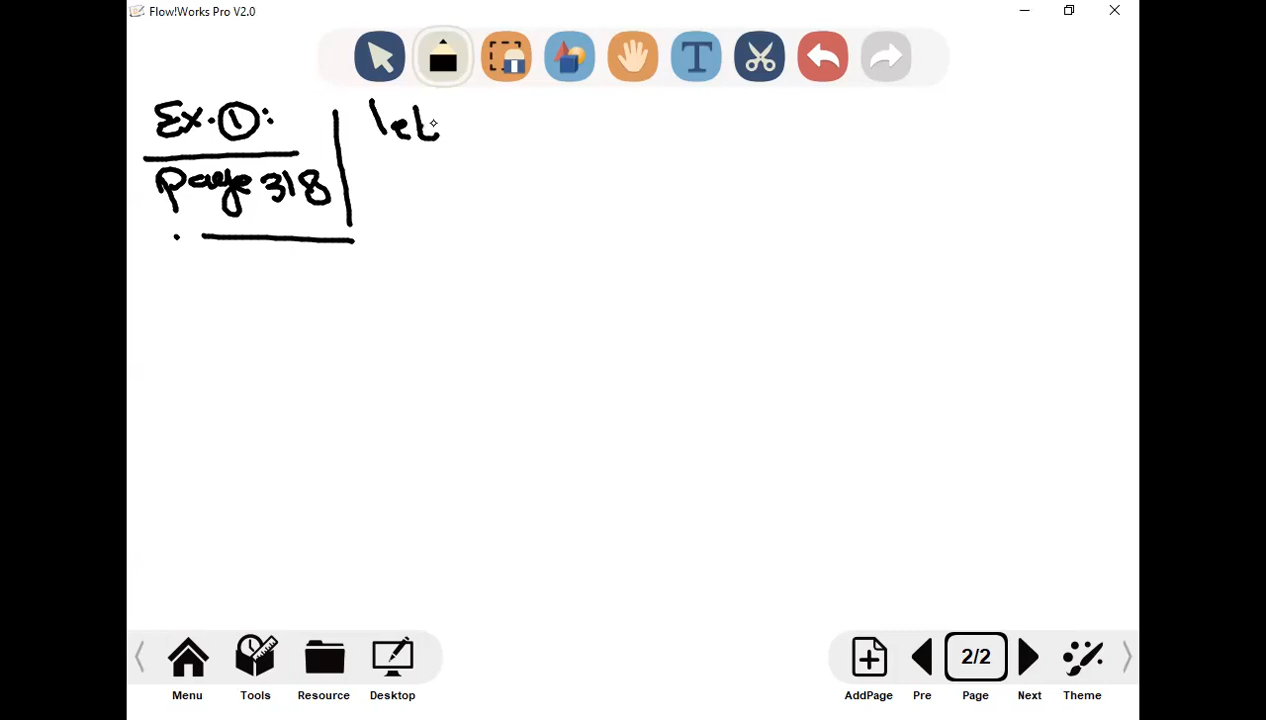 Flow!Works Pro V2.0
Ex. ①: let
page 318
Menu Tools Resource Desktop
2/2
AddPage Pre Page Next Theme